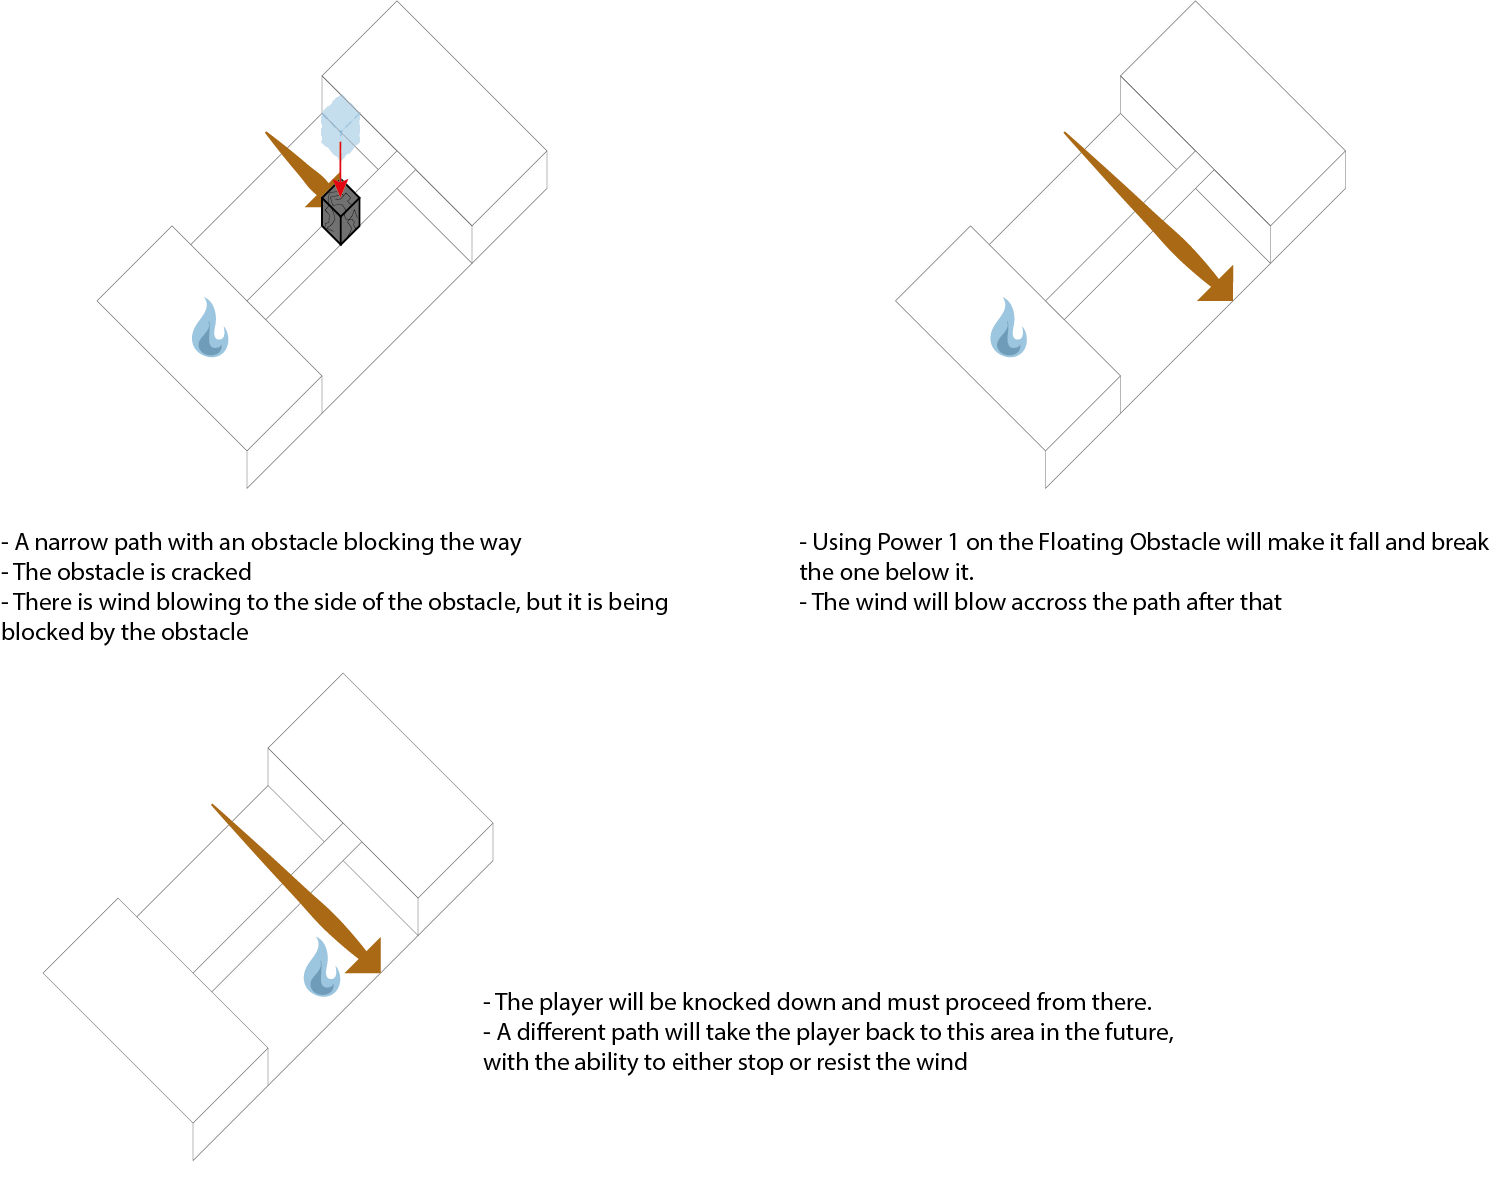 - A narrow path with an obstacle blocking the way
- The obstacle is cracked
- There is wind blowing to the side of the obstacle, but it is being
blocked by the obstacle
- Using Power 1 on the Floating Obstacle will make it fall and break
the one below it.
- The wind will blow accross the path after that
- The player will be knocked down and must proceed from there.
- A different path will take the player back to this area in the future,
with the ability to either stop or resist the wind